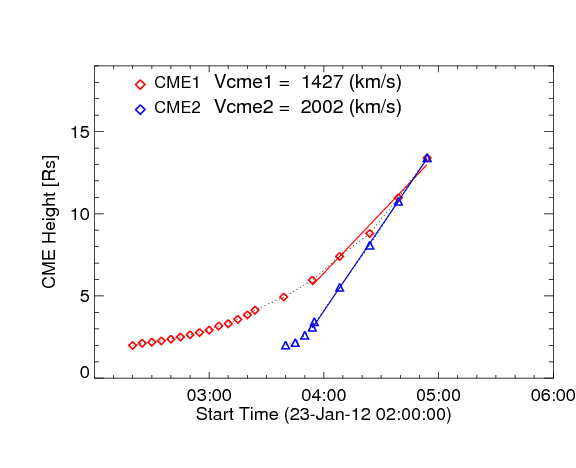 CME1 Vcme1 = 1427 (km/s)
CME2 Vcme2 = 2002 (km/s)
CME Height [Rs]
15
10
5
0
03:00 04:00 05:00 06:00
Start Time (23-Jan-12 02:00:00)